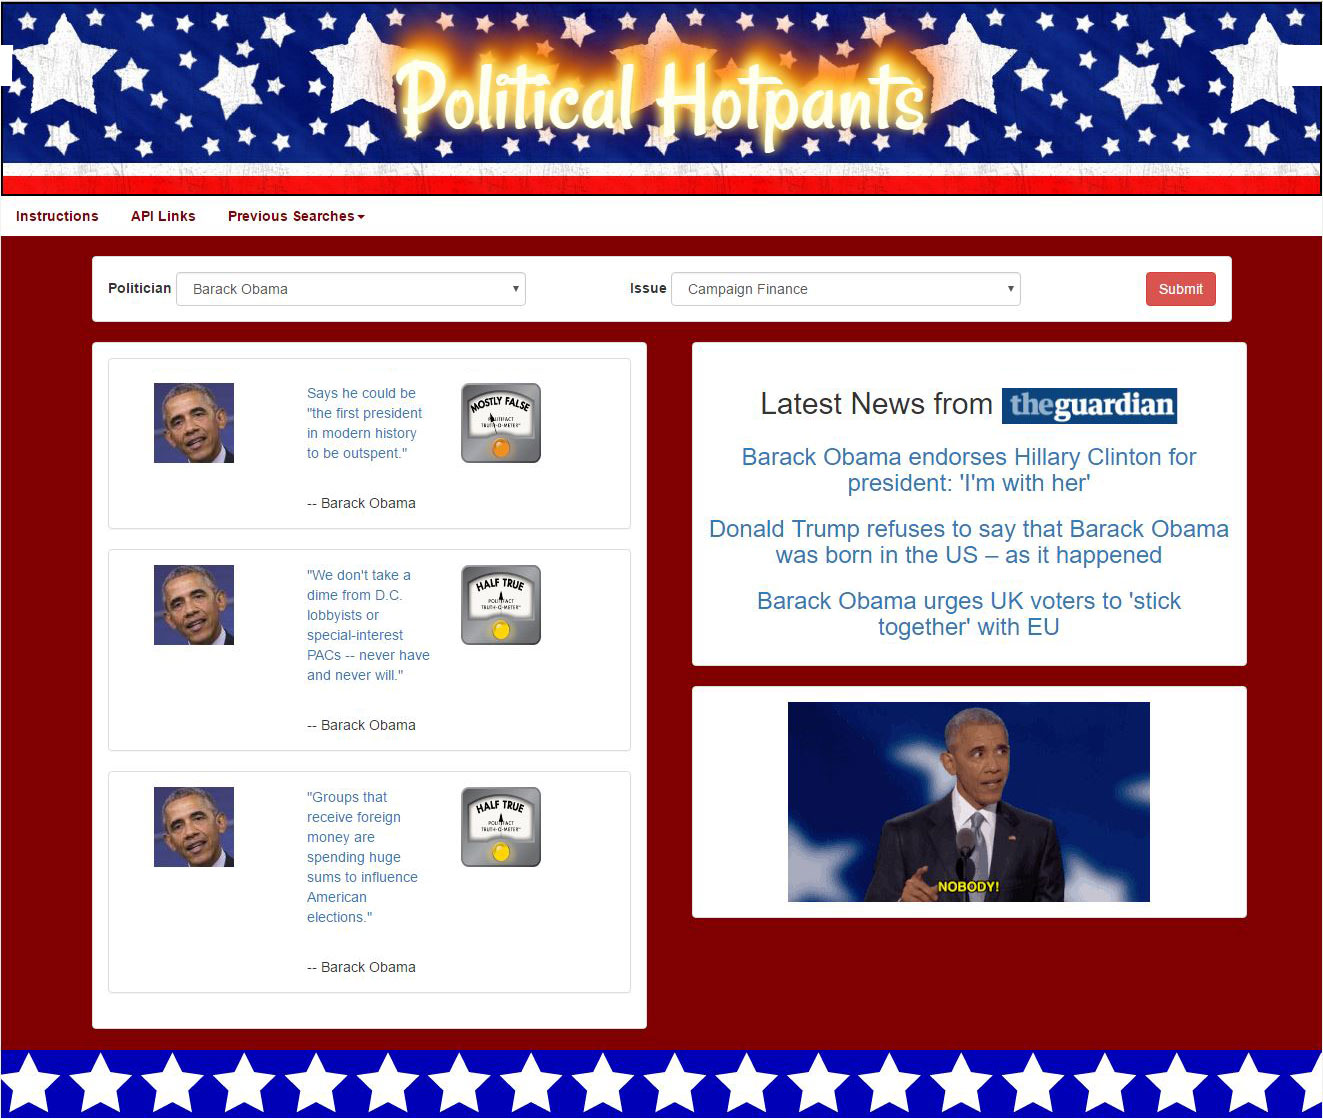 Political Hotpants
Instructions
API Links
Previous Searches
Politician
Barack Obama
Issue
Campaign Finance
Submit
Says he could be
"the first president
in modern history
to be outspent."
-- Barack Obama
MOSTLY FALSE
POLITIFACT
TRUTH-O-METER™
"We don't take a
dime from D.C.
lobbyists or
special-interest
PACs -- never have
and never will."
-- Barack Obama
HALF TRUE
POLITIFACT
TRUTH-O-METER™
"Groups that
receive foreign
money are
spending huge
sums to influence
American
elections."
-- Barack Obama
HALF TRUE
POLITIFACT
TRUTH-O-METER™
Latest News from theguardian
Barack Obama endorses Hillary Clinton for
president: 'I'm with her'
Donald Trump refuses to say that Barack Obama
was born in the US – as it happened
Barack Obama urges UK voters to 'stick
together' with EU
NOBODY!